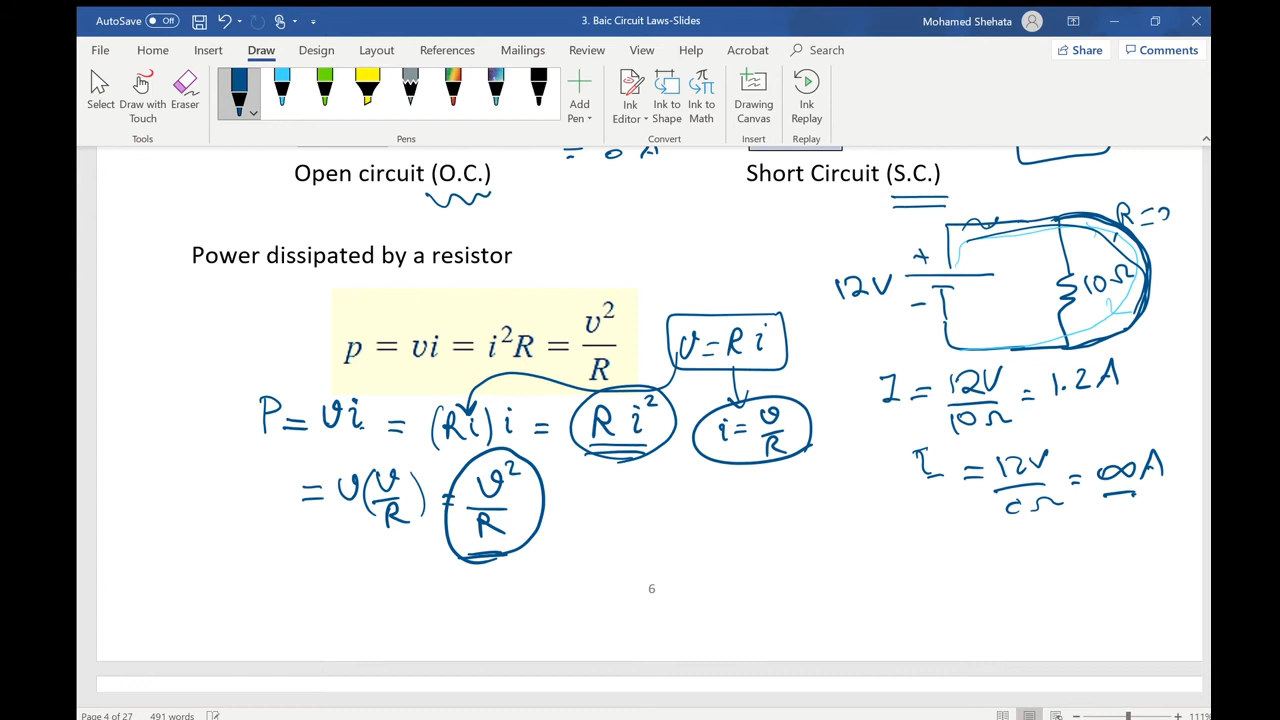 AutoSave Off 3. Baic Circuit Laws-Slides Mohamed Shehata
File Home Insert Draw Design Layout References Mailings Review View Help Acrobat Search Share Comments
Select Draw with Touch Eraser Add Pen Ink Editor Ink to Shape Ink to Math Drawing Canvas Ink Replay
Tools Pens Convert Insert Replay
= 0 A
Open circuit (O.C.) Short Circuit (S.C.)
Power dissipated by a resistor
p = vi = i²R = v²/R
v = R i
i = v/R
P = vi = (Ri) i = R i²
= v(v/R) = v²/R
12V
+
−
10Ω
I = 12V/10Ω = 1.2 A
I = 12V/0Ω = ∞ A
6
Page 4 of 27 491 words 111%